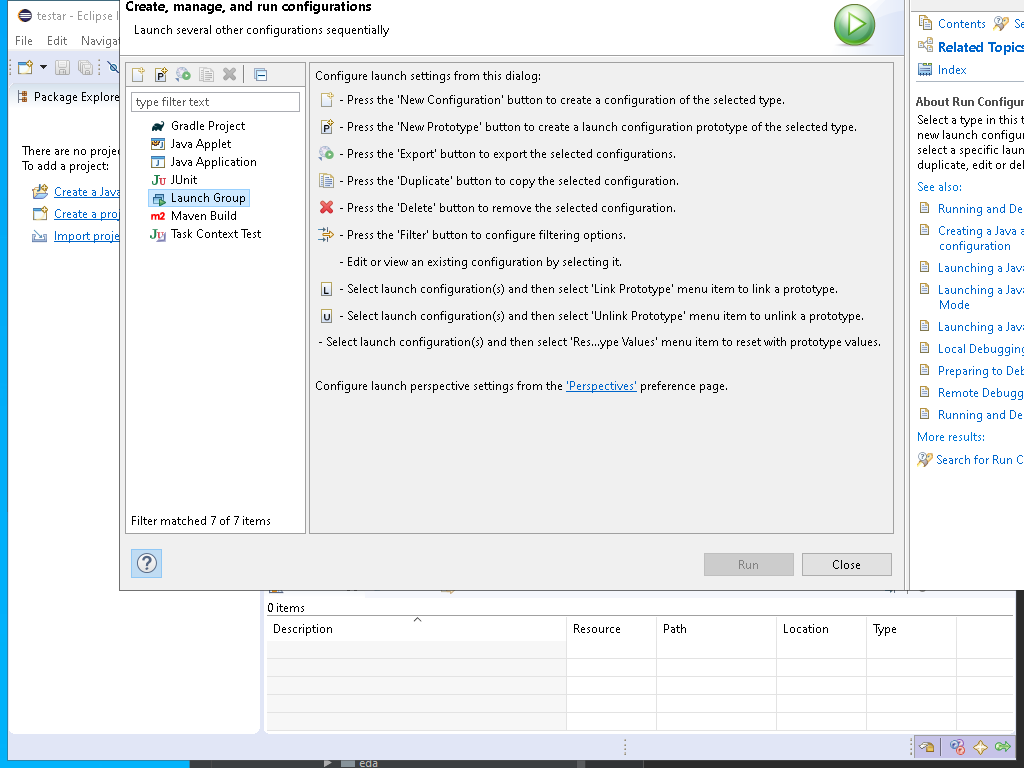 testar - Eclipse I
Create, manage, and run configurations
Launch several other configurations sequentially
File Edit Navigat
Package Explore
There are no proje
To add a project:
Create a Java
Create a proj
Import proje
type filter text
Gradle Project
Java Applet
Java Application
JUnit
Launch Group
Maven Build
Task Context Test
Filter matched 7 of 7 items
Configure launch settings from this dialog:
- Press the 'New Configuration' button to create a configuration of the selected type.
- Press the 'New Prototype' button to create a launch configuration prototype of the selected type.
- Press the 'Export' button to export the selected configurations.
- Press the 'Duplicate' button to copy the selected configuration.
- Press the 'Delete' button to remove the selected configuration.
- Press the 'Filter' button to configure filtering options.
- Edit or view an existing configuration by selecting it.
- Select launch configuration(s) and then select 'Link Prototype' menu item to link a prototype.
- Select launch configuration(s) and then select 'Unlink Prototype' menu item to unlink a prototype.
- Select launch configuration(s) and then select 'Res...ype Values' menu item to reset with prototype values.
Configure launch perspective settings from the 'Perspectives' preference page.
Run Close
Contents Se
Related Topics
Index
About Run Configur
Select a type in this t
new launch configu
select a specific laun
duplicate, edit or del
See also:
Running and De
Creating a Java a
configuration
Launching a Java
Launching a Java
Mode
Launching a Java
Local Debugging
Preparing to Deb
Remote Debugg
Running and De
More results:
Search for Run C
0 items
Description Resource Path Location Type
eda